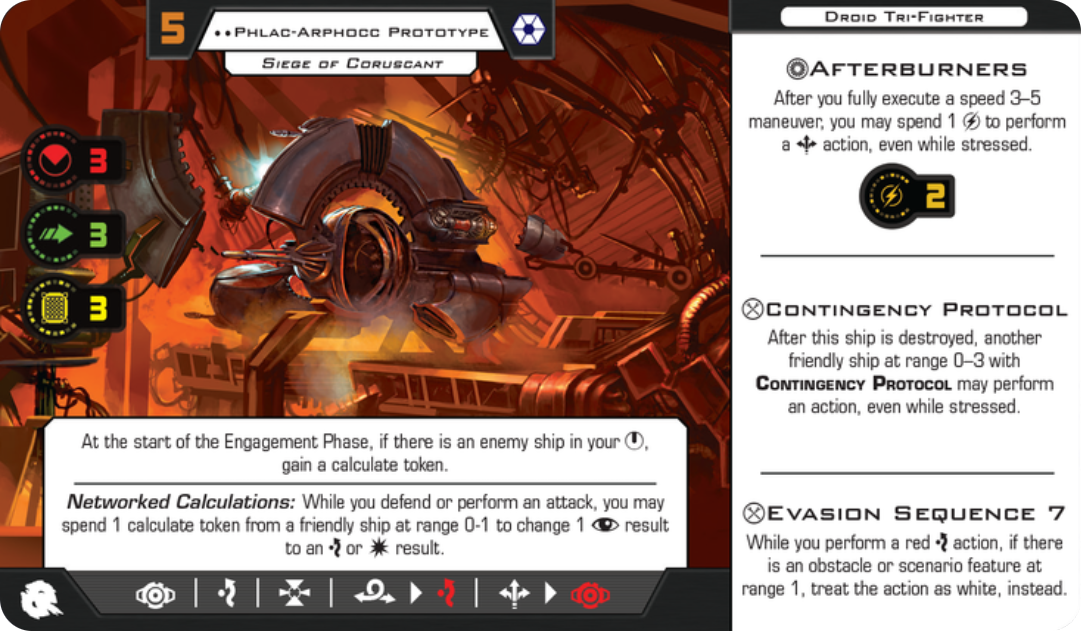 5
••Phlac-Arphocc Prototype
Siege of Coruscant
3
3
3
At the start of the Engagement Phase, if there is an enemy ship in your ,
gain a calculate token.
Networked Calculations: While you defend or perform an attack, you may
spend 1 calculate token from a friendly ship at range 0-1 to change 1 result
to an or result.
Droid Tri-Fighter
Afterburners
After you fully execute a speed 3–5
maneuver, you may spend 1 to perform
a action, even while stressed.
2
Contingency Protocol
After this ship is destroyed, another
friendly ship at range 0–3 with
Contingency Protocol may perform
an action, even while stressed.
Evasion Sequence 7
While you perform a red action, if there
is an obstacle or scenario feature at
range 1, treat the action as white, instead.